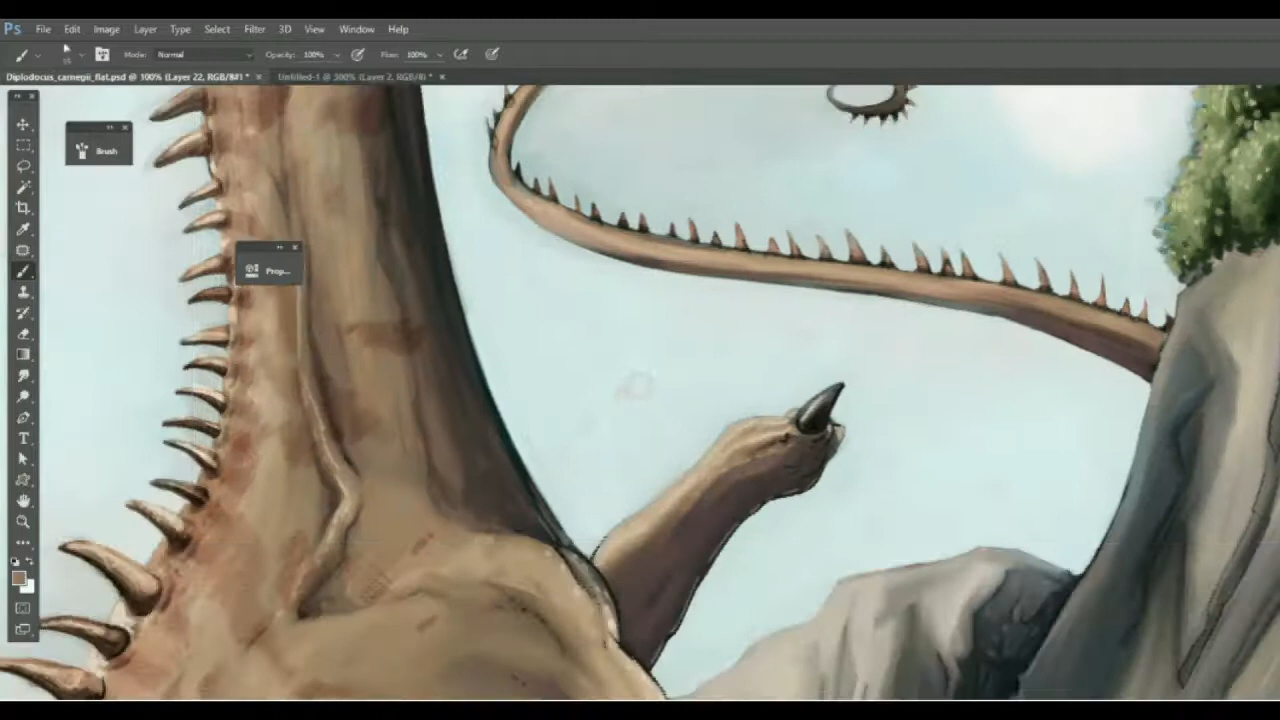 Ps File Edit Image Layer Type Select Filter 3D View Window Help
Mode: Normal Opacity: 100% Flow: 100%
Diplodocus_carnegii_flat.psd @ 100% (Layer 22, RGB/8#) * Untitled-1 @ 300% (Layer 2, RGB/8) *
Brush
Prop...